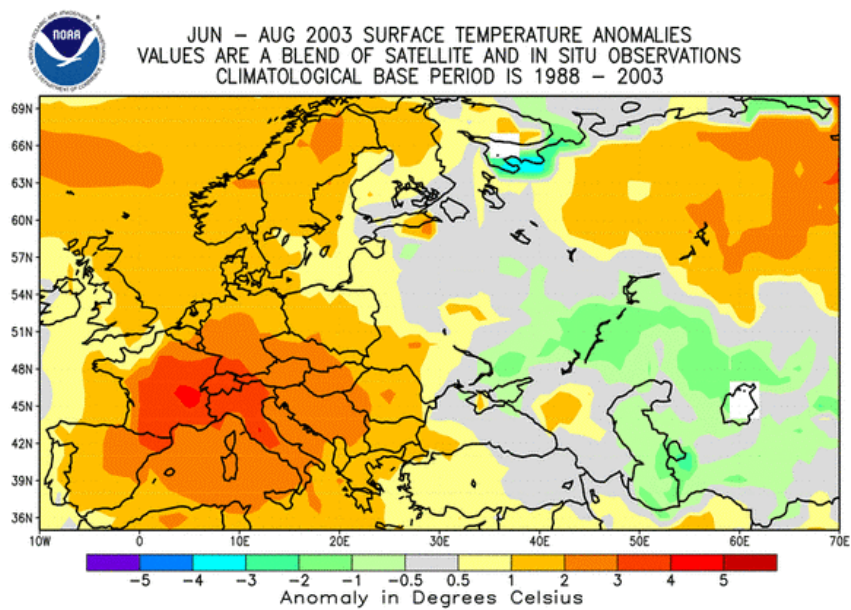 NOAA
JUN – AUG 2003 SURFACE TEMPERATURE ANOMALIES
VALUES ARE A BLEND OF SATELLITE AND IN SITU OBSERVATIONS
CLIMATOLOGICAL BASE PERIOD IS 1988 – 2003
69N
66N
63N
60N
57N
54N
51N
48N
45N
42N
39N
36N
10W 0 10E 20E 30E 40E 50E 60E 70E
-5 -4 -3 -2 -1 -0.5 0.5 1 2 3 4 5
Anomaly in Degrees Celsius